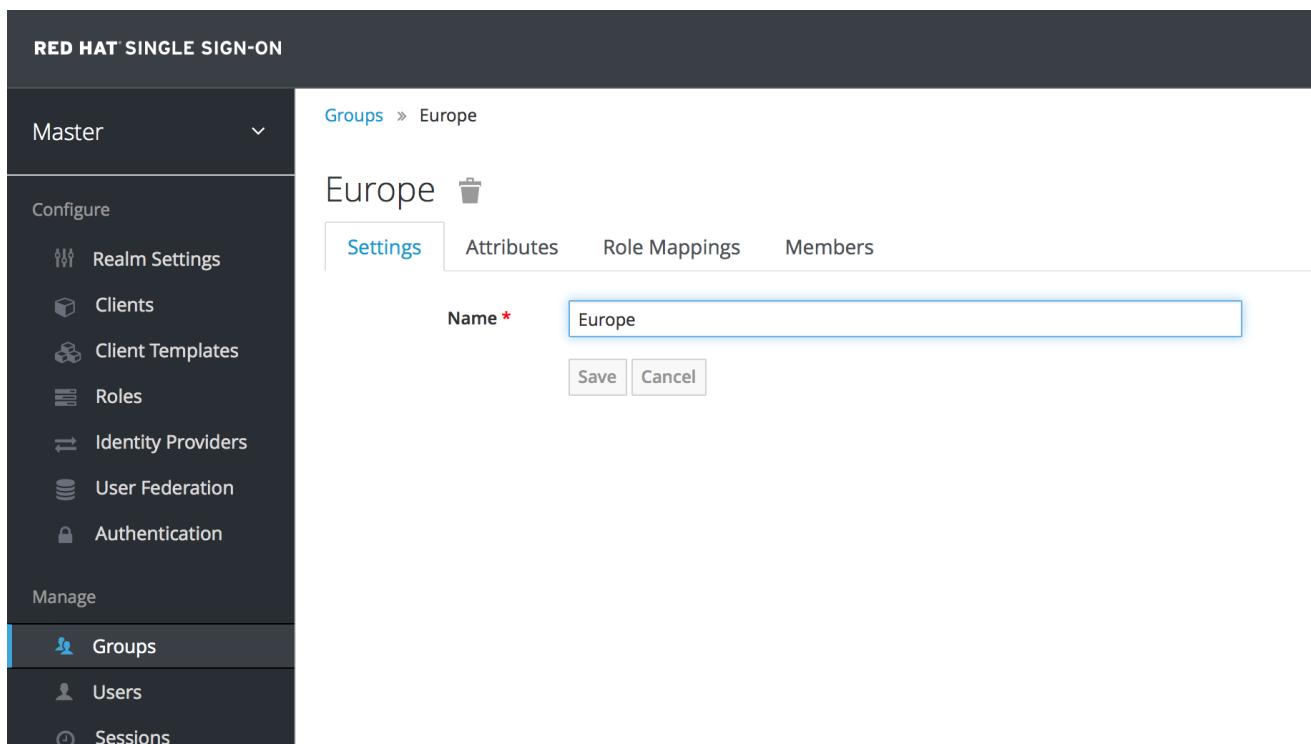 RED HAT SINGLE SIGN-ON
Master
Configure
Realm Settings
Clients
Client Templates
Roles
Identity Providers
User Federation
Authentication
Manage
Groups
Users
Sessions
Groups » Europe
Europe
Settings Attributes Role Mappings Members
Name * Europe
Save Cancel